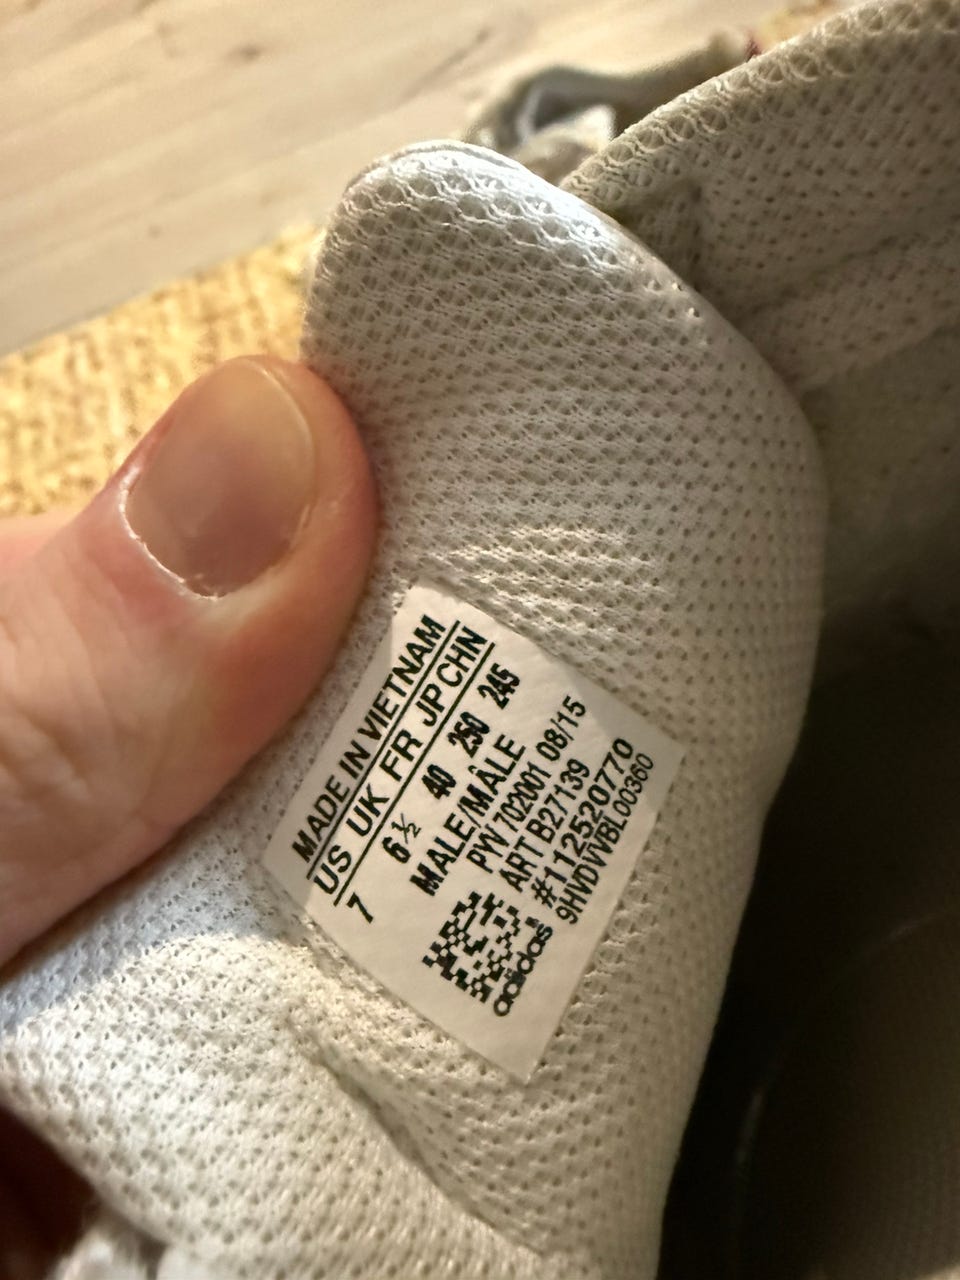 MADE IN VIETNAM
US UK FR JP CHN
7 6½ 40 250 245
MALE/MÂLE
PYV 702001 08/15
ART B27139
#112520770
9HVDVVBL00360
adidas